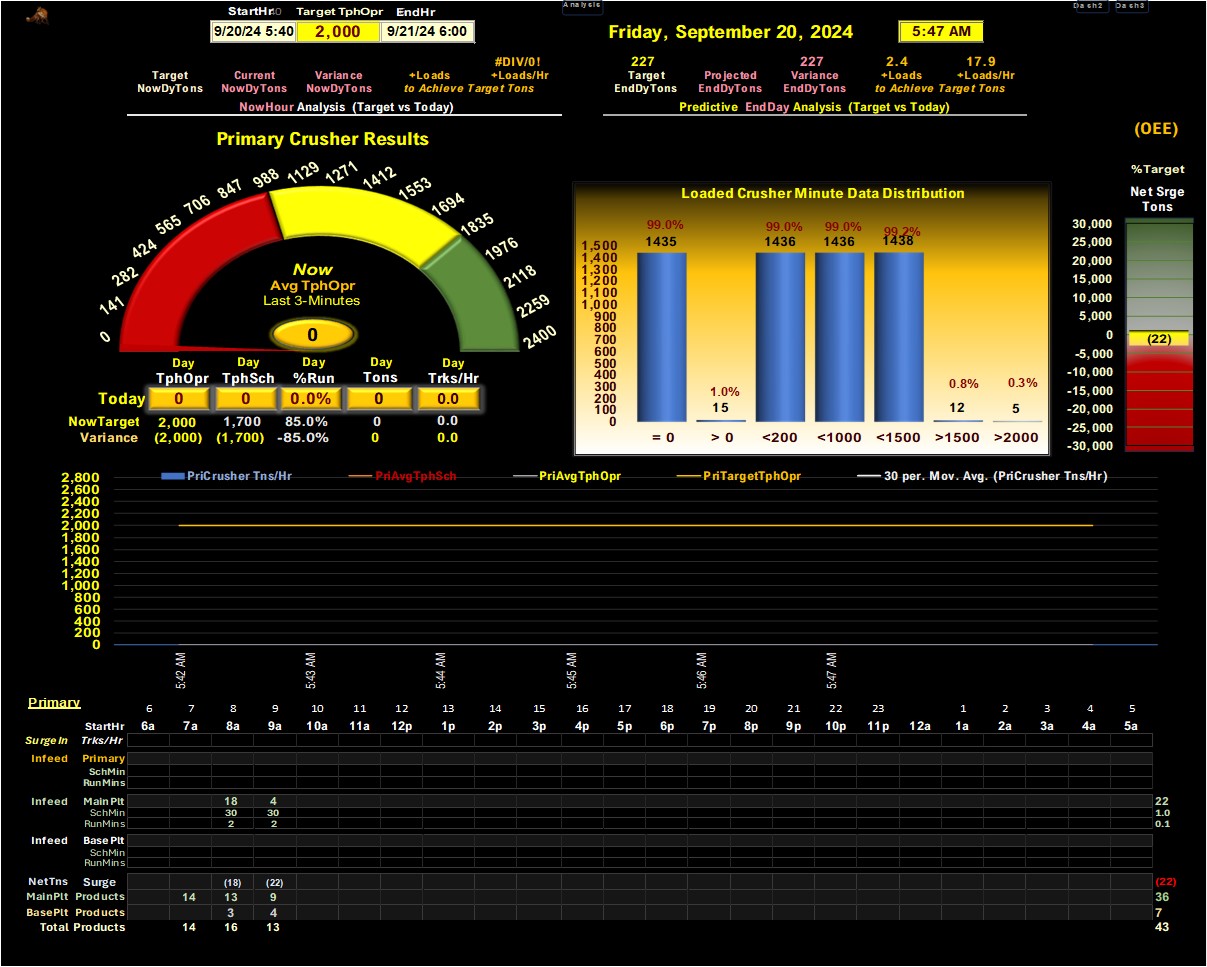 Analysis
Dash2 Dash3
StartHr40 Target TphOpr EndHr
9/20/24 5:40 2,000 9/21/24 6:00
Friday, September 20, 2024 5:47 AM
#DIV/0! 227 227 2.4 17.9
Target Current Variance +Loads +Loads/Hr Target Projected Variance +Loads +Loads/Hr
NowDyTons NowDyTons NowDyTons to Achieve Target Tons EndDyTons EndDyTons EndDyTons to Achieve Target Tons
NowHour Analysis (Target vs Today) Predictive EndDay Analysis (Target vs Today)
Primary Crusher Results
0 141 282 424 565 706 847 988 1129 1271 1412 1553 1694 1835 1976 2118 2259 2400
Now
Avg TphOpr
Last 3-Minutes
0
Day Day Day Day Day
TphOpr TphSch %Run Tons Trks/Hr
Today 0 0 0.0% 0 0.0
NowTarget 2,000 1,700 85.0% 0 0.0
Variance (2,000) (1,700) -85.0% 0 0.0
Loaded Crusher Minute Data Distribution
99.0% 99.0% 99.0% 99.2%
1435 1436 1436 1438
1.0% 0.8% 0.3%
15 12 5
1,500
1,400
1,300
1,200
1,100
1,000
900
800
700
600
500
400
300
200
100
0
= 0 > 0 <200 <1000 <1500 >1500 >2000
(OEE)
%Target
Net Srge
Tons
30,000
25,000
20,000
15,000
10,000
5,000
0
(22)
-5,000
-10,000
-15,000
-20,000
-25,000
-30,000
PriCrusher Tns/Hr PriAvgTphSch PriAvgTphOpr PriTargetTphOpr 30 per. Mov. Avg. (PriCrusher Tns/Hr)
2,800
2,600
2,400
2,200
2,000
1,800
1,600
1,400
1,200
1,000
800
600
400
200
0
5:42 AM 5:43 AM 5:44 AM 5:45 AM 5:46 AM 5:47 AM
Primary 6 7 8 9 10 11 12 13 14 15 16 17 18 19 20 21 22 23 1 2 3 4 5
StartHr 6a 7a 8a 9a 10a 11a 12p 1p 2p 3p 4p 5p 6p 7p 8p 9p 10p 11p 12a 1a 2a 3a 4a 5a
Surge In Trks/Hr
Infeed Primary
SchMin
RunMins
Infeed Main Plt 18 4 22
SchMin 30 30 1.0
RunMins 2 2 0.1
Infeed Base Plt
SchMin
RunMins
NetTns Surge (18) (22) (22)
MainPlt Products 14 13 9 36
BasePlt Products 3 4 7
Total Products 14 16 13 43